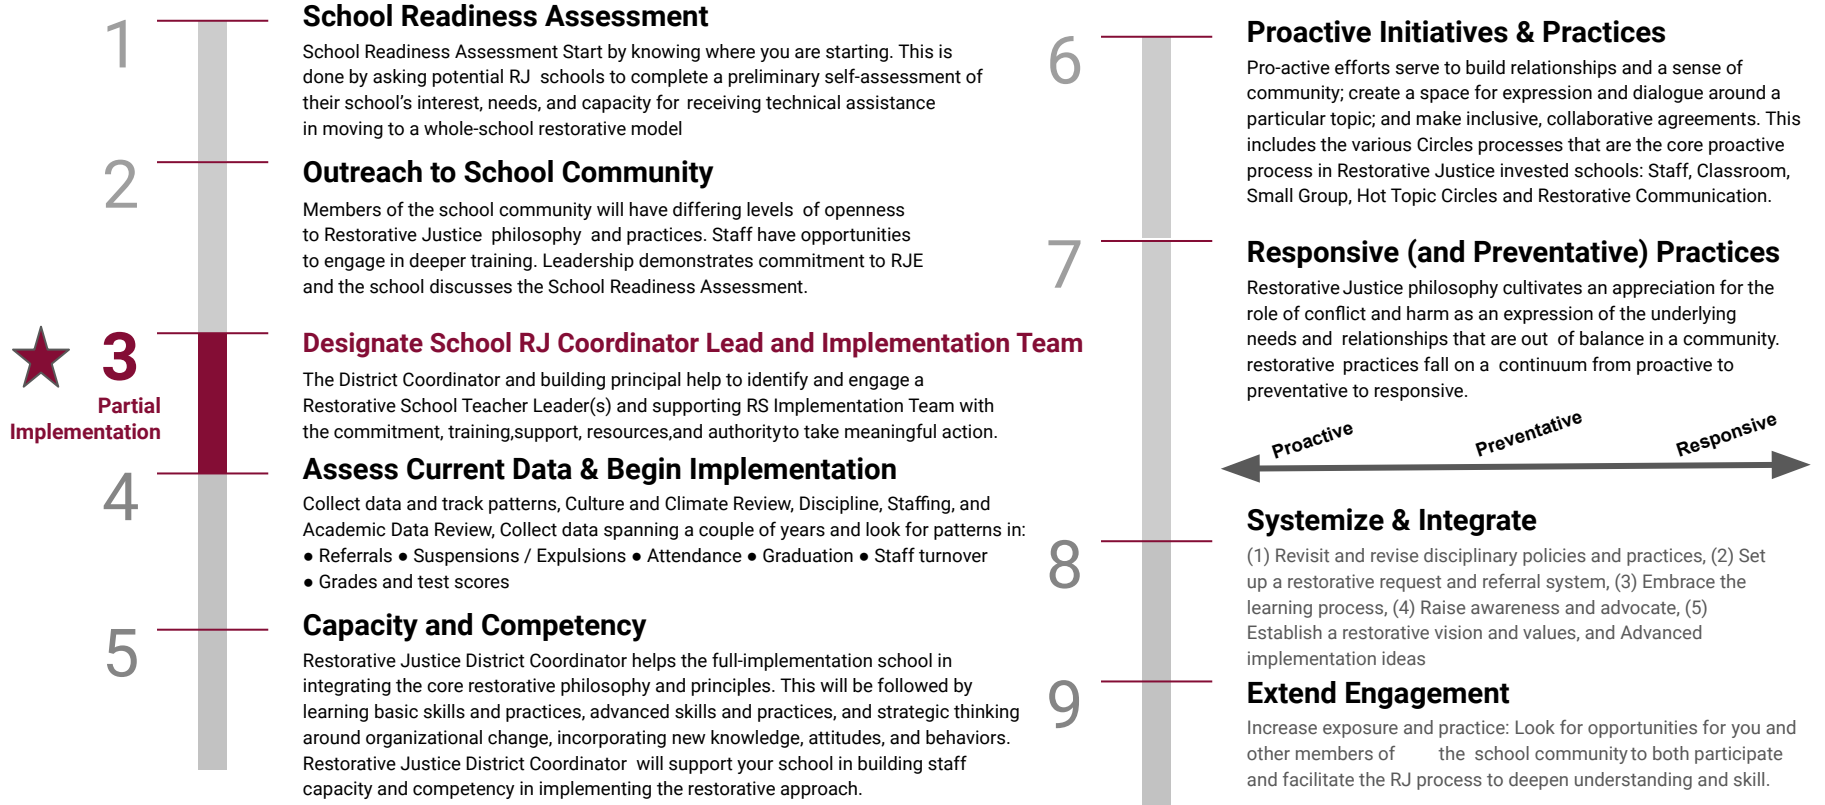 1
School Readiness Assessment
School Readiness Assessment Start by knowing where you are starting. This is
done by asking potential RJ schools to complete a preliminary self-assessment of
their school's interest, needs, and capacity for receiving technical assistance
in moving to a whole-school restorative model
2
Outreach to School Community
Members of the school community will have differing levels of openness
to Restorative Justice philosophy and practices. Staff have opportunities
to engage in deeper training. Leadership demonstrates commitment to RJE
and the school discusses the School Readiness Assessment.
3
Partial
Implementation
Designate School RJ Coordinator Lead and Implementation Team
The District Coordinator and building principal help to identify and engage a
Restorative School Teacher Leader(s) and supporting RS Implementation Team with
the commitment, training,support, resources,and authority to take meaningful action.
4
Assess Current Data & Begin Implementation
Collect data and track patterns, Culture and Climate Review, Discipline, Staffing, and
Academic Data Review, Collect data spanning a couple of years and look for patterns in:
● Referrals ● Suspensions / Expulsions ● Attendance ● Graduation ● Staff turnover
● Grades and test scores
5
Capacity and Competency
Restorative Justice District Coordinator helps the full-implementation school in
integrating the core restorative philosophy and principles. This will be followed by
learning basic skills and practices, advanced skills and practices, and strategic thinking
around organizational change, incorporating new knowledge, attitudes, and behaviors.
Restorative Justice District Coordinator will support your school in building staff
capacity and competency in implementing the restorative approach.
6
Proactive Initiatives & Practices
Pro-active efforts serve to build relationships and a sense of
community; create a space for expression and dialogue around a
particular topic; and make inclusive, collaborative agreements. This
includes the various Circles processes that are the core proactive
process in Restorative Justice invested schools: Staff, Classroom,
Small Group, Hot Topic Circles and Restorative Communication.
7
Responsive (and Preventative) Practices
Restorative Justice philosophy cultivates an appreciation for the
role of conflict and harm as an expression of the underlying
needs and relationships that are out of balance in a community.
restorative practices fall on a continuum from proactive to
preventative to responsive.
Proactive Preventative Responsive
8
Systemize & Integrate
(1) Revisit and revise disciplinary policies and practices, (2) Set
up a restorative request and referral system, (3) Embrace the
learning process, (4) Raise awareness and advocate, (5)
Establish a restorative vision and values, and Advanced
implementation ideas
9
Extend Engagement
Increase exposure and practice: Look for opportunities for you and
other members of the school community to both participate
and facilitate the RJ process to deepen understanding and skill.